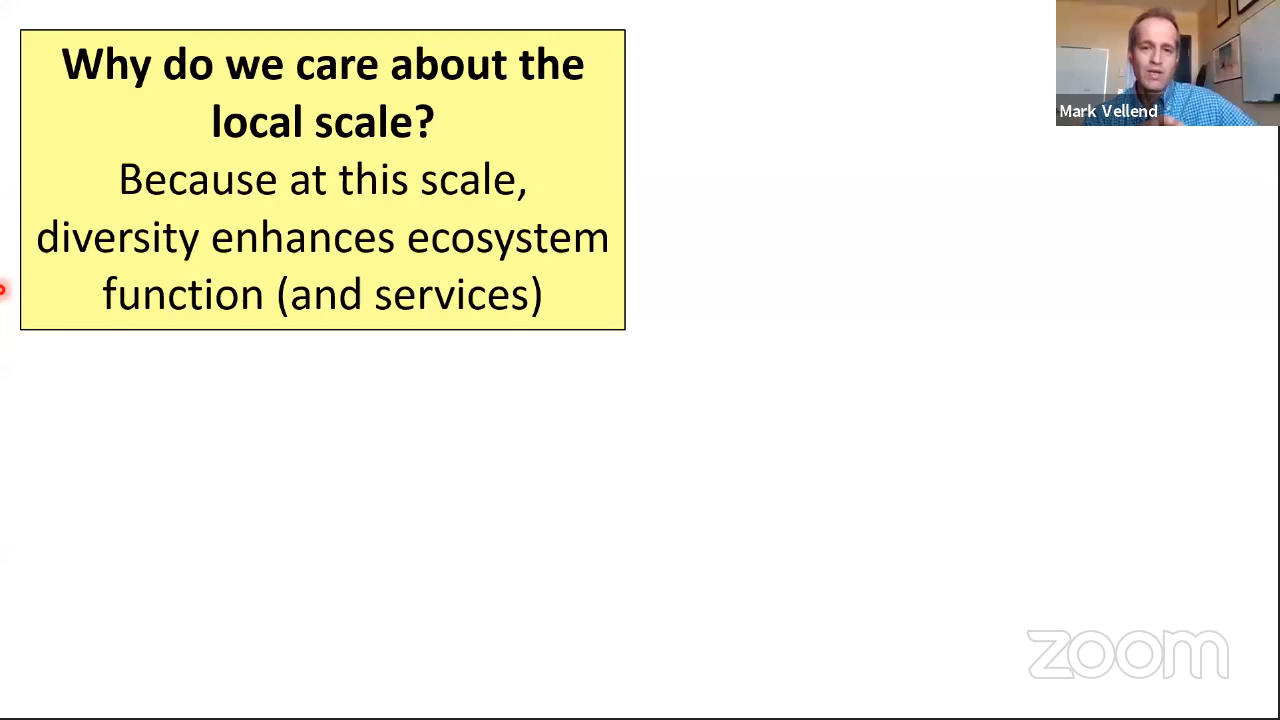 Why do we care about the
local scale?
Because at this scale,
diversity enhances ecosystem
function (and services)
Mark Vellend
zoom